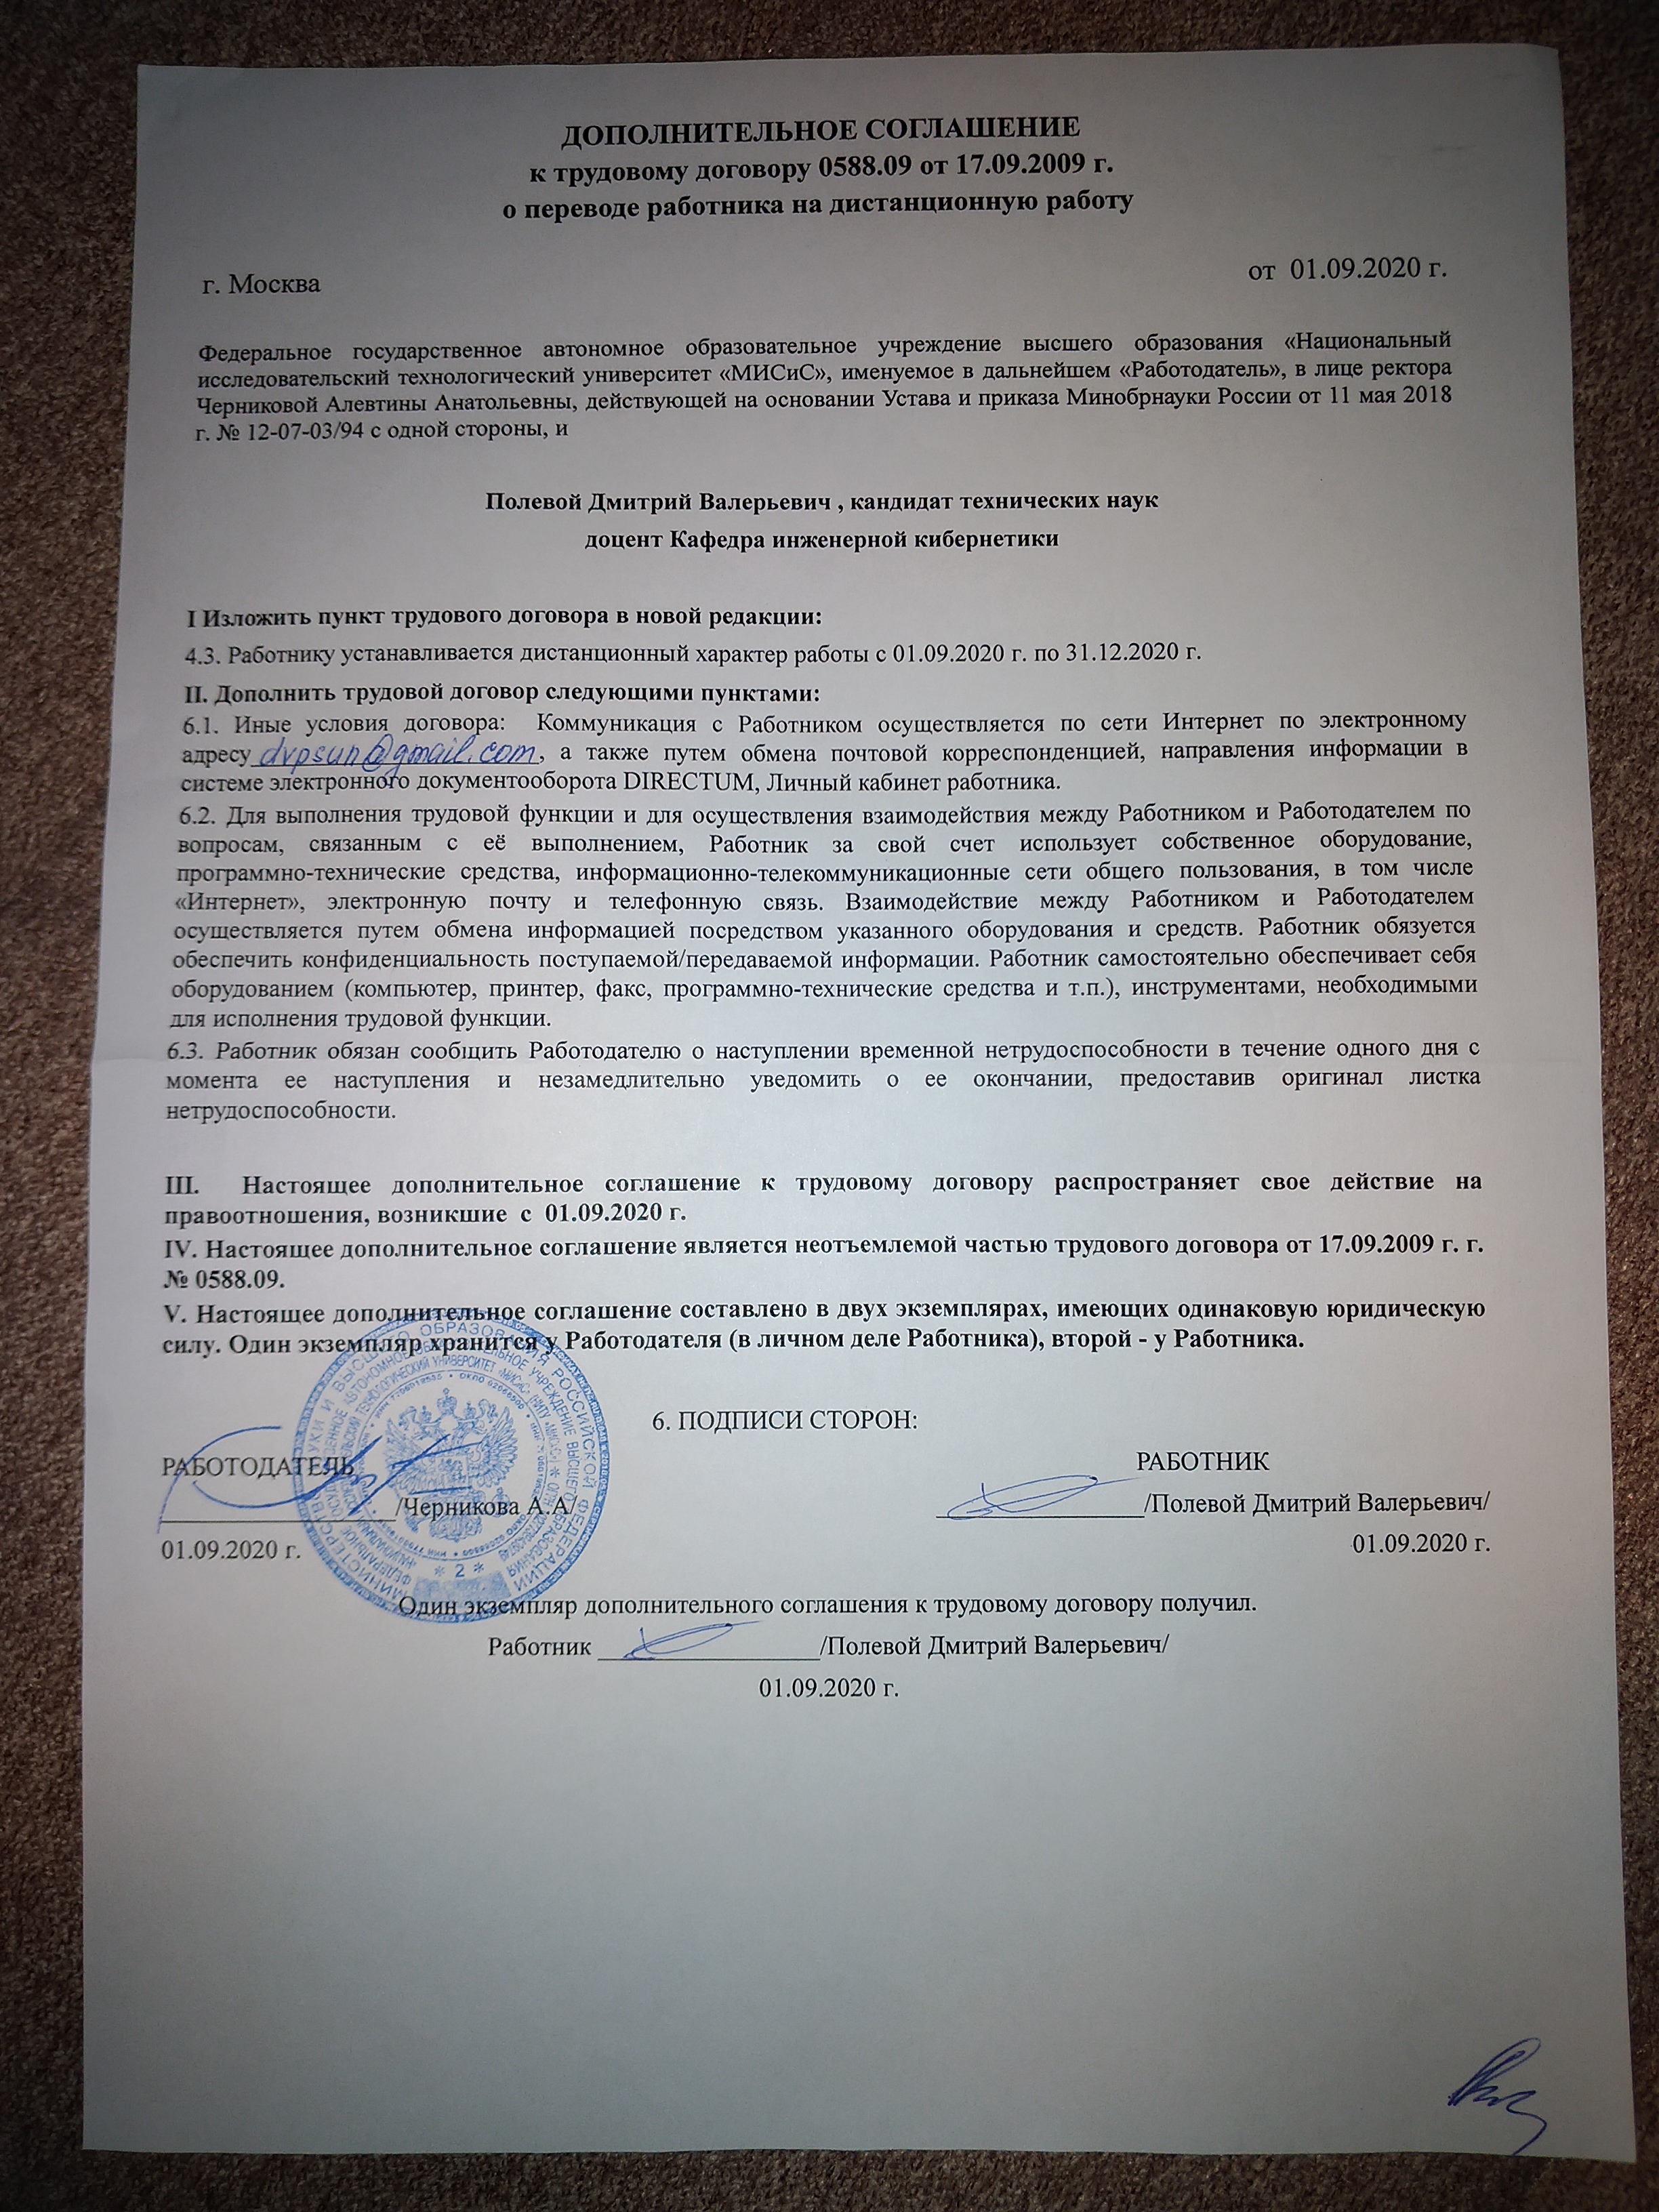 ДОПОЛНИТЕЛЬНОЕ СОГЛАШЕНИЕ
к трудовому договору 0588.09 от 17.09.2009 г.
о переводе работника на дистанционную работу
г. Москва
от 01.09.2020 г.
Федеральное государственное автономное образовательное учреждение высшего образования «Национальный
исследовательский технологический университет «МИСиС», именуемое в дальнейшем «Работодатель», в лице ректора
Черниковой Алевтины Анатольевны, действующей на основании Устава и приказа Минобрнауки России от 11 мая 2018
г. № 12-07-03/94 с одной стороны, и
Полевой Дмитрий Валерьевич , кандидат технических наук
доцент Кафедра инженерной кибернетики
I Изложить пункт трудового договора в новой редакции:
4.3. Работнику устанавливается дистанционный характер работы с 01.09.2020 г. по 31.12.2020 г.
II. Дополнить трудовой договор следующими пунктами:
6.1. Иные условия договора: Коммуникация с Работником осуществляется по сети Интернет по электронному
адресу dvpsun@gmail.com, а также путем обмена почтовой корреспонденцией, направления информации в
системе электронного документооборота DIRECTUM, Личный кабинет работника.
6.2. Для выполнения трудовой функции и для осуществления взаимодействия между Работником и Работодателем по
вопросам, связанным с её выполнением, Работник за свой счет использует собственное оборудование,
программно-технические средства, информационно-телекоммуникационные сети общего пользования, в том числе
«Интернет», электронную почту и телефонную связь. Взаимодействие между Работником и Работодателем
осуществляется путем обмена информацией посредством указанного оборудования и средств. Работник обязуется
обеспечить конфиденциальность поступаемой/передаваемой информации. Работник самостоятельно обеспечивает себя
оборудованием (компьютер, принтер, факс, программно-технические средства и т.п.), инструментами, необходимыми
для исполнения трудовой функции.
6.3. Работник обязан сообщить Работодателю о наступлении временной нетрудоспособности в течение одного дня с
момента ее наступления и незамедлительно уведомить о ее окончании, предоставив оригинал листка
нетрудоспособности.
III. Настоящее дополнительное соглашение к трудовому договору распространяет свое действие на
правоотношения, возникшие с 01.09.2020 г.
IV. Настоящее дополнительное соглашение является неотъемлемой частью трудового договора от 17.09.2009 г. г.
№ 0588.09.
V. Настоящее дополнительное соглашение составлено в двух экземплярах, имеющих одинаковую юридическую
силу. Один экземпляр хранится у Работодателя (в личном деле Работника), второй - у Работника.
6. ПОДПИСИ СТОРОН:
РАБОТОДАТЕЛЬ
РАБОТНИК
/Черникова А.А/
/Полевой Дмитрий Валерьевич/
01.09.2020 г.
01.09.2020 г.
* 2 *
Один экземпляр дополнительного соглашения к трудовому договору получил.
Работник /Полевой Дмитрий Валерьевич/
01.09.2020 г.